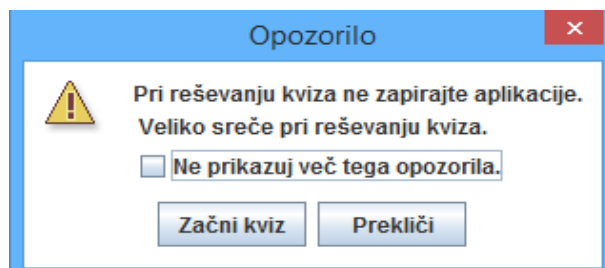 Opozorilo
Pri reševanju kviza ne zapirajte aplikacije.
Veliko sreče pri reševanju kviza.
Ne prikazuj več tega opozorila.
Začni kviz Prekliči